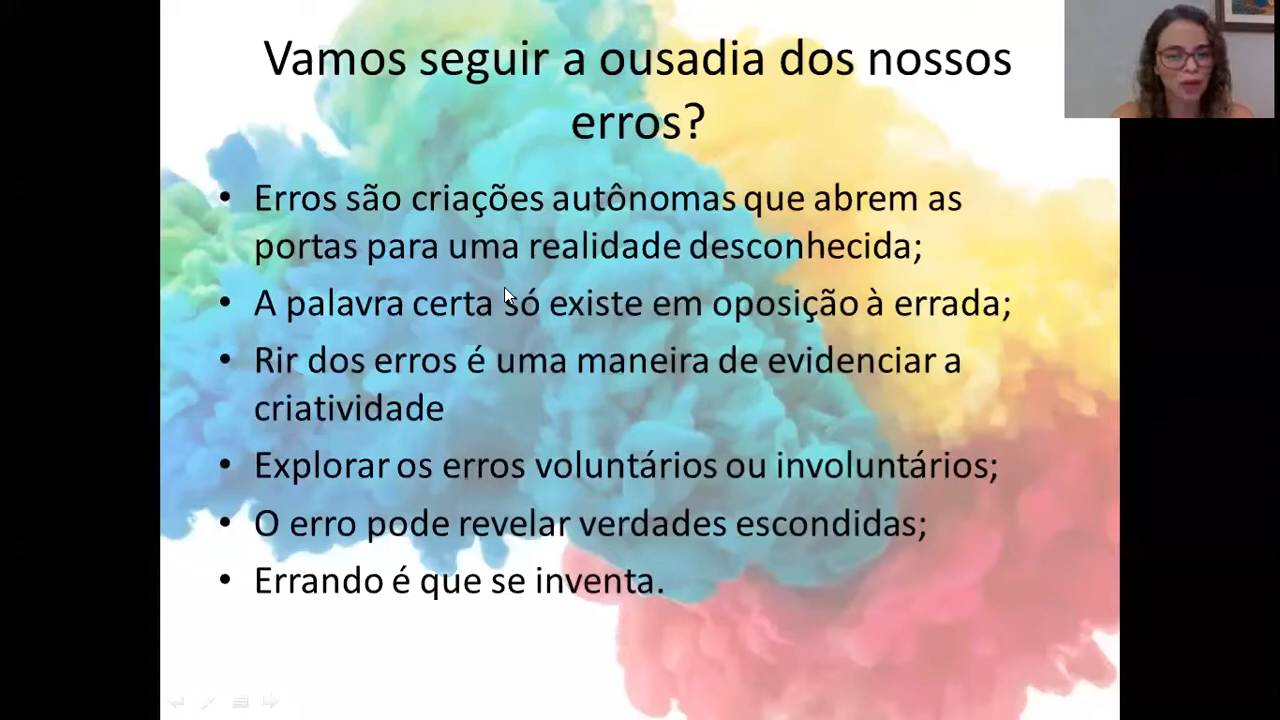 Vamos seguir a ousadia dos nossos
erros?
• Erros são criações autônomas que abrem as
portas para uma realidade desconhecida;
• A palavra certa só existe em oposição à errada;
• Rir dos erros é uma maneira de evidenciar a
criatividade
• Explorar os erros voluntários ou involuntários;
• O erro pode revelar verdades escondidas;
• Errando é que se inventa.